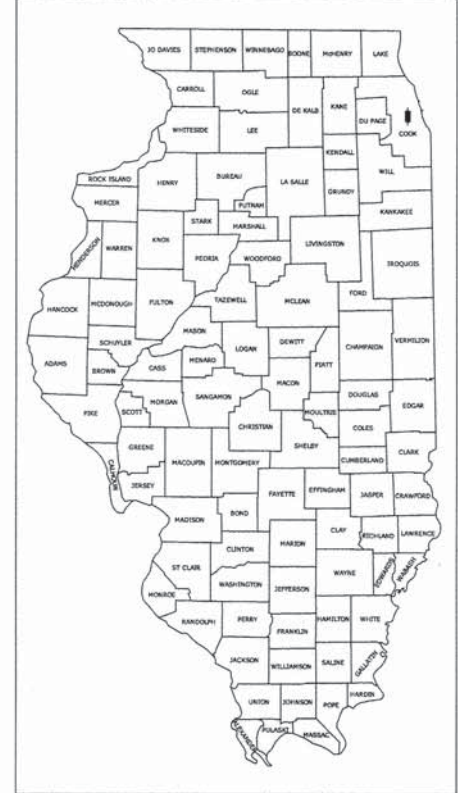 JO DAVIES
STEPHENSON
WINNEBAGO
BOONE
McHENRY
LAKE
CARROLL
OGLE
DE KALB
KANE
DU PAGE
COOK
WHITESIDE
LEE
KENDALL
WILL
ROCK ISLAND
HENRY
BUREAU
LA SALLE
GRUNDY
MERCER
PUTNAM
KANKAKEE
STARK
MARSHALL
HENDERSON
WARREN
KNOX
PEORIA
WOODFORD
LIVINGSTON
IROQUOIS
HANCOCK
MCDONOUGH
FULTON
TAZEWELL
MCLEAN
FORD
MASON
SCHUYLER
LOGAN
DEWITT
CHAMPAIGN
VERMILION
ADAMS
BROWN
CASS
MENARD
PIATT
MACON
PIKE
SCOTT
MORGAN
SANGAMON
DOUGLAS
EDGAR
MOULTRIE
CHRISTIAN
COLES
GREENE
MACOUPIN
MONTGOMERY
SHELBY
CUMBERLAND
CLARK
CALHOUN
JERSEY
FAYETTE
EFFINGHAM
JASPER
CRAWFORD
MADISON
BOND
CLAY
RICHLAND
LAWRENCE
MARION
CLINTON
ST CLAIR
WAYNE
EDWARDS
WABASH
WASHINGTON
JEFFERSON
MONROE
RANDOLPH
PERRY
HAMILTON
WHITE
FRANKLIN
JACKSON
WILLIAMSON
SALINE
GALLATIN
UNION
JOHNSON
POPE
HARDIN
ALEXANDER
PULASKI
MASSAC